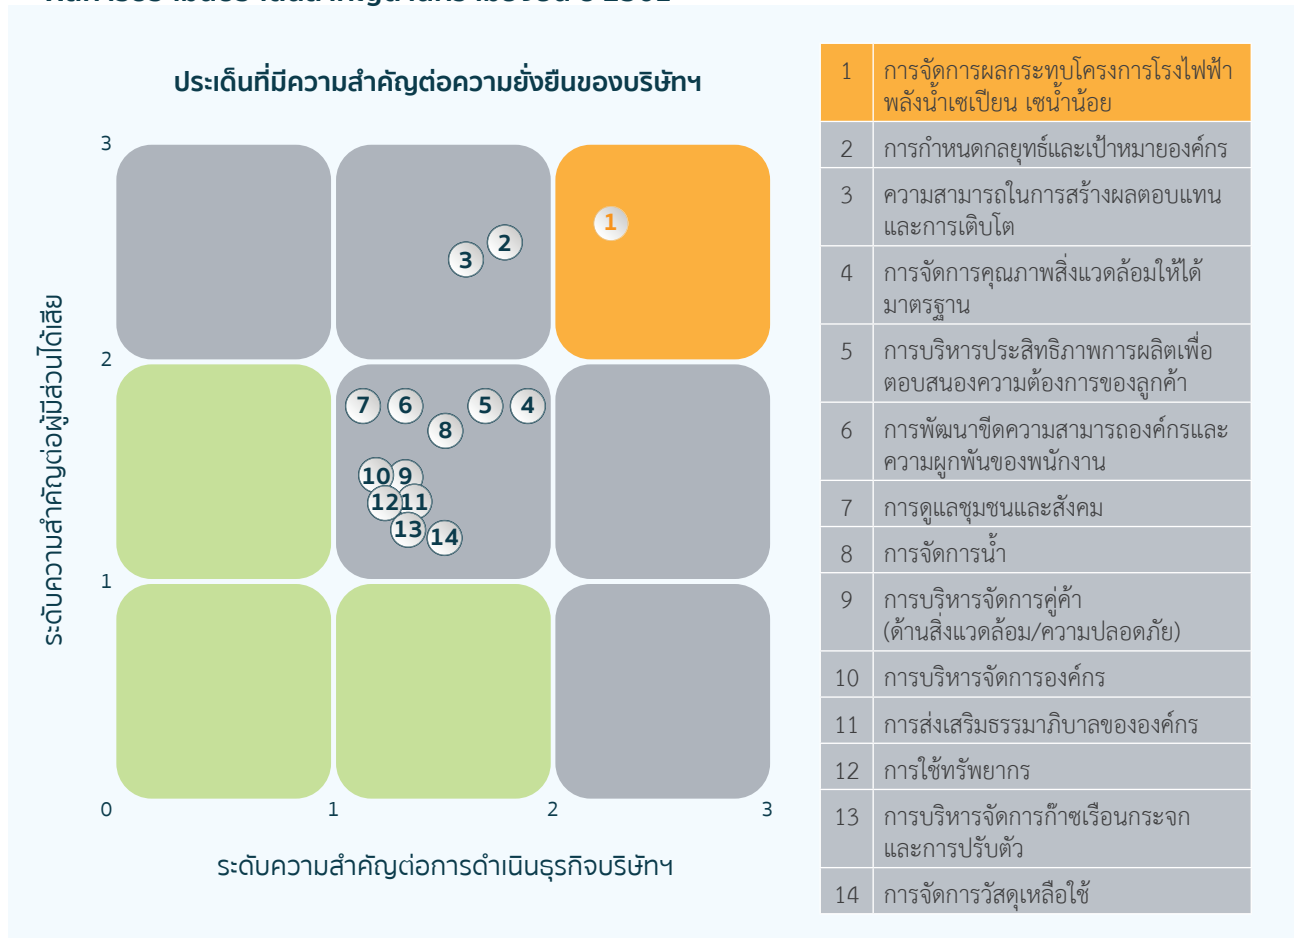 ประเด็นที่มีความสำคัญต่อความยั่งยืนของบริษัทฯ
ระดับความสำคัญต่อผู้มีส่วนได้เสีย
3
2
1
0
1
2
3
1
2
3
7
6
5
4
8
10
9
12
11
13
14
ระดับความสำคัญต่อการดำเนินธุรกิจบริษัทฯ
1 การจัดการผลกระทบโครงการโรงไฟฟ้า
พลังน้ำเซเปียน เซน้ำน้อย
2 การกำหนดกลยุทธ์และเป้าหมายองค์กร
3 ความสามารถในการสร้างผลตอบแทน
และการเติบโต
4 การจัดการคุณภาพสิ่งแวดล้อมให้ได้
มาตรฐาน
5 การบริหารประสิทธิภาพการผลิตเพื่อ
ตอบสนองความต้องการของลูกค้า
6 การพัฒนาขีดความสามารถองค์กรและ
ความผูกพันของพนักงาน
7 การดูแลชุมชนและสังคม
8 การจัดการน้ำ
9 การบริหารจัดการคู่ค้า
(ด้านสิ่งแวดล้อม/ความปลอดภัย)
10 การบริหารจัดการองค์กร
11 การส่งเสริมธรรมาภิบาลขององค์กร
12 การใช้ทรัพยากร
13 การบริหารจัดการก๊าซเรือนกระจก
และการปรับตัว
14 การจัดการวัสดุเหลือใช้